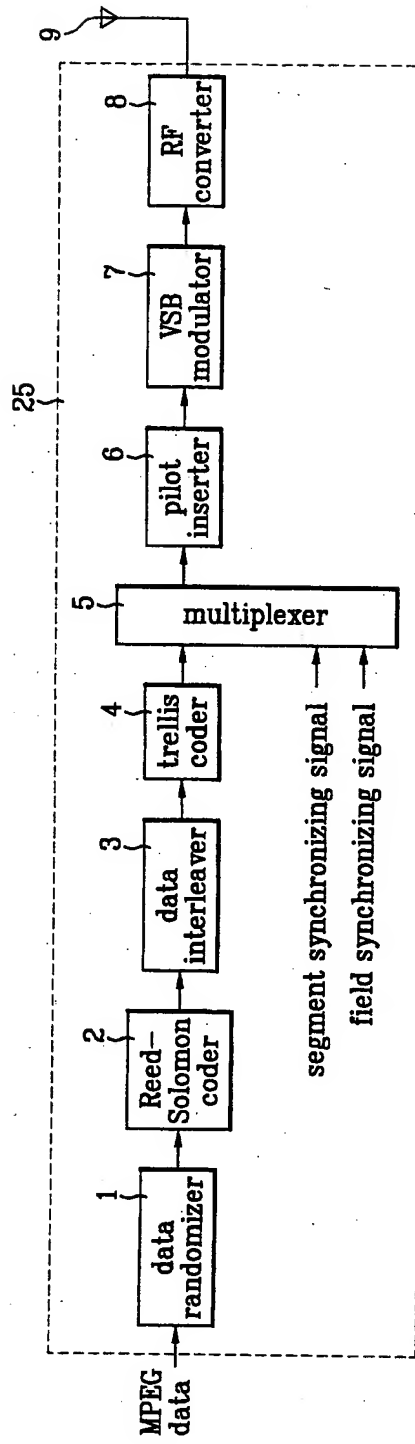 25
9
MPEG
data
1
data
randomizer
2
Reed-
Solomon
coder
3
data
interleaver
4
trellis
coder
5
multiplexer
segment synchronizing signal
field synchronizing signal
6
pilot
inserter
7
VSB
modulator
8
RF
converter